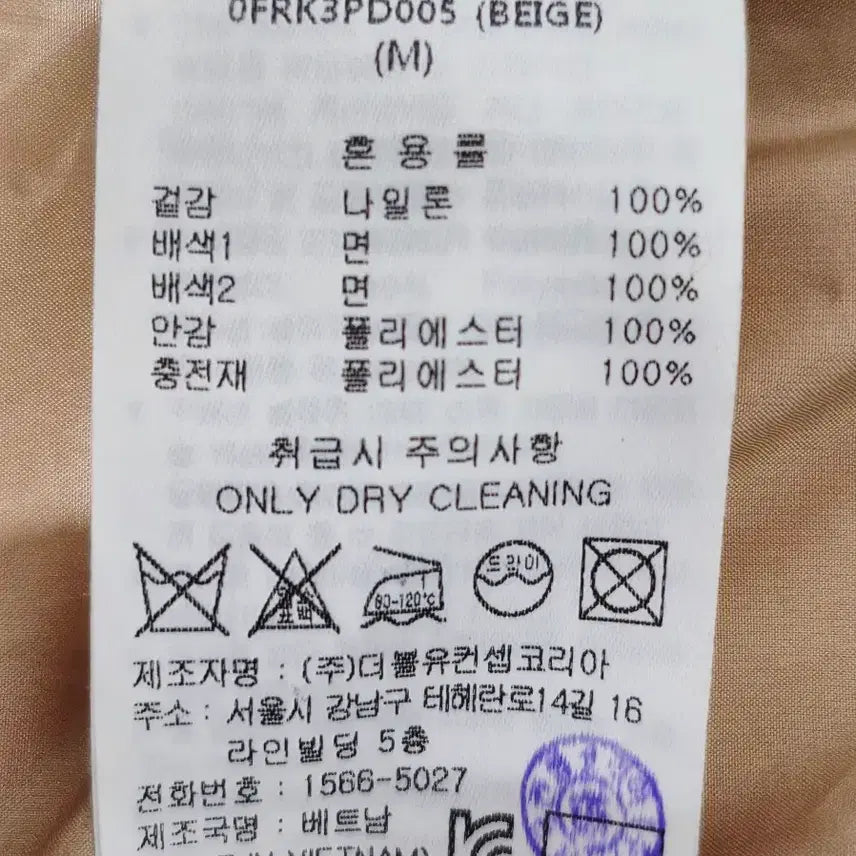 0FRK3PD005 (BEIGE)
(M)
혼용률
겉감 나일론 100%
배색1 면 100%
배색2 면 100%
안감 폴리에스터 100%
충전재 폴리에스터 100%
취급시 주의사항
ONLY DRY CLEANING
80-120℃ 드라이
제조자명 : (주)더블유컨셉코리아
주소 : 서울시 강남구 테헤란로14길 16
라인빌딩 5층
전화번호 : 1566-5027
제조국명 : 베트남
VIETNAM)